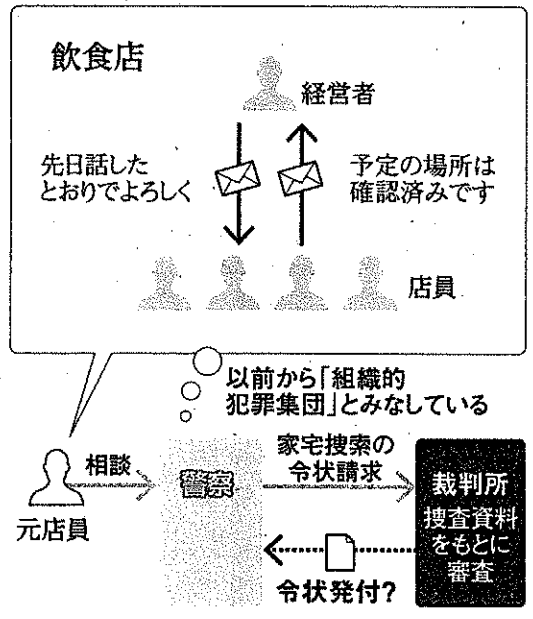 飲食店
経営者
先日話した
とおりでよろしく
予定の場所は
確認済みです
店員
以前から「組織的
犯罪集団」とみなしている
元店員
相談
警察
家宅捜索の
令状請求
裁判所
捜査資料
をもとに
審査
令状発付?